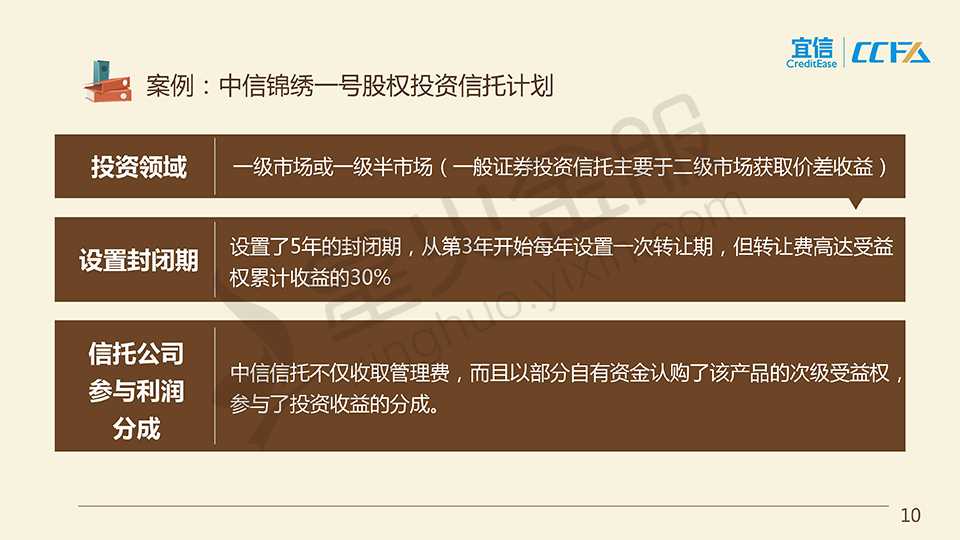 宜信
CreditEase
CCFA
案例：中信锦绣一号股权投资信托计划
投资领域
一级市场或一级半市场（一般证券投资信托主要于二级市场获取价差收益）
设置封闭期
设置了5年的封闭期，从第3年开始每年设置一次转让期，但转让费高达受益
权累计收益的30%
信托公司
参与利润
分成
中信信托不仅收取管理费，而且以部分自有资金认购了该产品的次级受益权，
参与了投资收益的分成。
星火金服
xinghuo.yixin.com
10